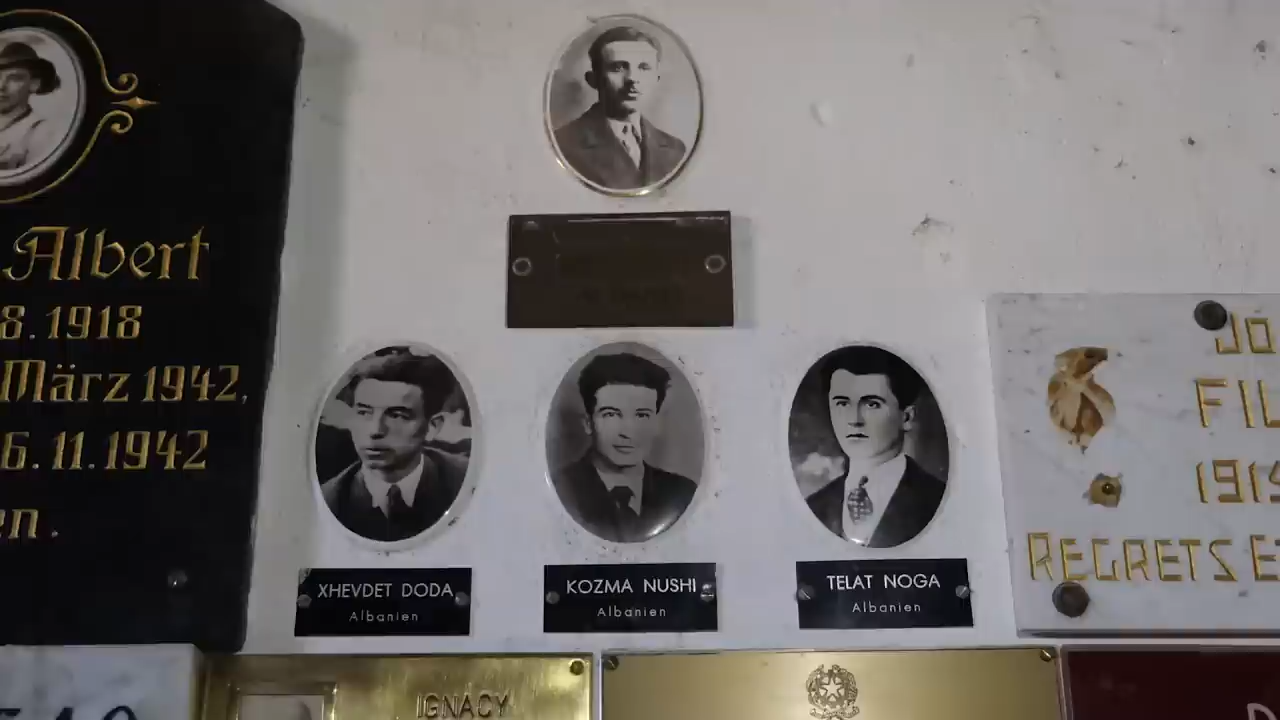 Albert
8.1918
März 1942,
6.11.1942
en.
XHEVDET DODA
Albanien
KOZMA NUSHI
Albanien
TELAT NOGA
Albanien
JO
FIL
191
REGRETS E
IGNACY